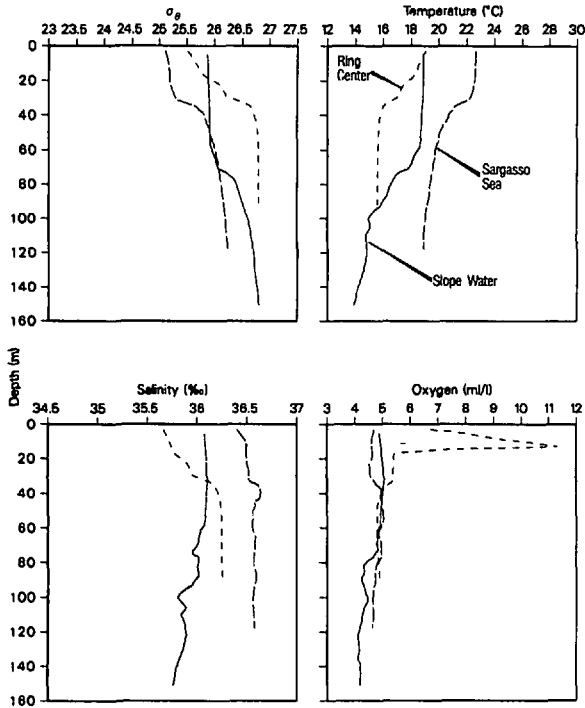 σθ
23 23.5 24 24.5 25 25.5 26 26.5 27 27.5
0
20
40
60
80
100
120
140
160
Temperature (°C)
12 14 16 18 20 22 24 26 28 30
Ring
Center
Sargasso
Sea
Slope Water
Depth (m)
Salinity (‰)
34.5 35 35.5 36 36.5 37
0
20
40
60
80
100
120
140
160
Oxygen (ml/l)
3 4 5 6 7 8 9 10 11 12